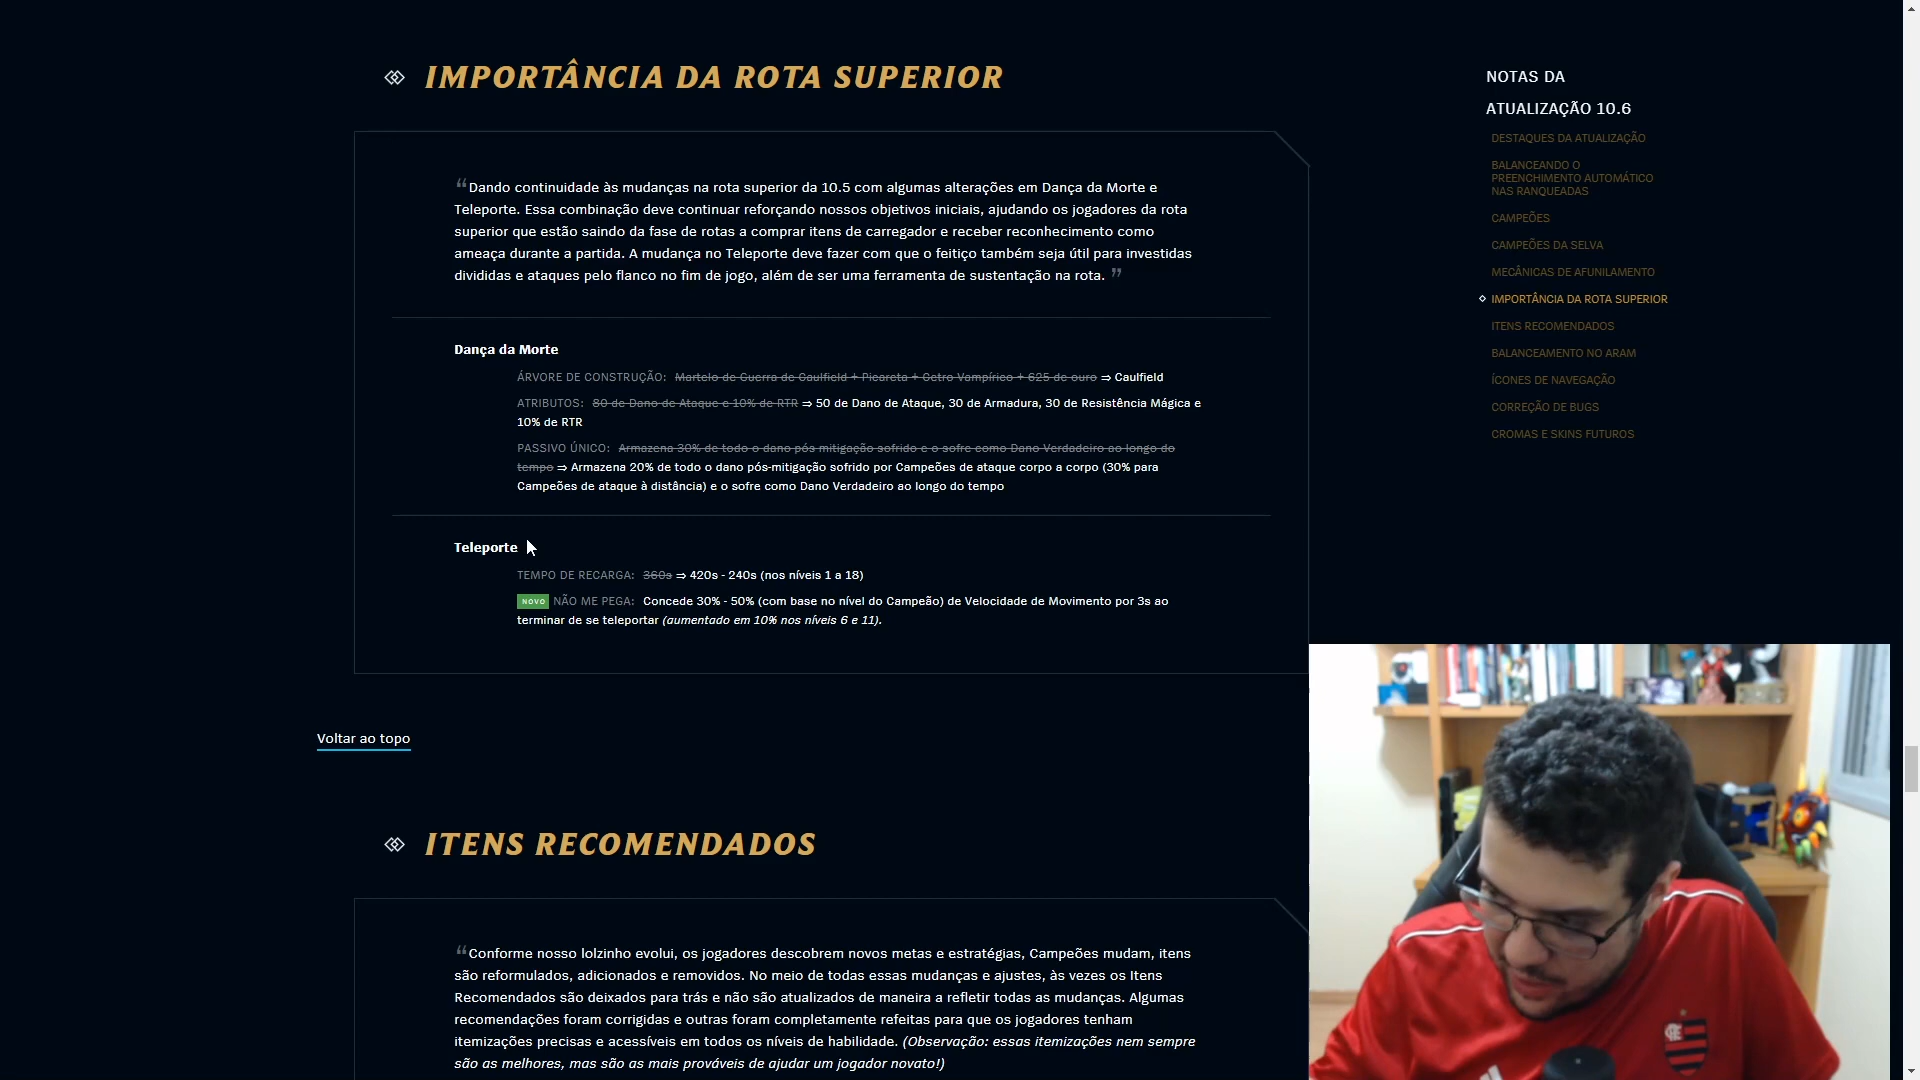 IMPORTÂNCIA DA ROTA SUPERIOR
“Dando continuidade às mudanças na rota superior da 10.5 com algumas alterações em Dança da Morte e
Teleporte. Essa combinação deve continuar reforçando nossos objetivos iniciais, ajudando os jogadores da rota
superior que estão saindo da fase de rotas a comprar itens de carregador e receber reconhecimento como
ameaça durante a partida. A mudança no Teleporte deve fazer com que o feitiço também seja útil para investidas
divididas e ataques pelo flanco no fim de jogo, além de ser uma ferramenta de sustentação na rota. ”
Dança da Morte
ÁRVORE DE CONSTRUÇÃO: Martelo de Guerra de Caulfield + Picareta + Cetro Vampírico + 625 de ouro ⇒ Caulfield
ATRIBUTOS: 80 de Dano de Ataque e 10% de RTR ⇒ 50 de Dano de Ataque, 30 de Armadura, 30 de Resistência Mágica e
10% de RTR
PASSIVO ÚNICO: Armazena 30% de todo o dano pós mitigação sofrido e o sofre como Dano Verdadeiro ao longo do
tempo ⇒ Armazena 20% de todo o dano pós-mitigação sofrido por Campeões de ataque corpo a corpo (30% para
Campeões de ataque à distância) e o sofre como Dano Verdadeiro ao longo do tempo
Teleporte
TEMPO DE RECARGA: 360s ⇒ 420s - 240s (nos níveis 1 a 18)
NOVO NÃO ME PEGA: Concede 30% - 50% (com base no nível do Campeão) de Velocidade de Movimento por 3s ao
terminar de se teleportar (aumentado em 10% nos níveis 6 e 11).
Voltar ao topo
ITENS RECOMENDADOS
“Conforme nosso lolzinho evolui, os jogadores descobrem novos metas e estratégias, Campeões mudam, itens
são reformulados, adicionados e removidos. No meio de todas essas mudanças e ajustes, às vezes os Itens
Recomendados são deixados para trás e não são atualizados de maneira a refletir todas as mudanças. Algumas
recomendações foram corrigidas e outras foram completamente refeitas para que os jogadores tenham
itemizações precisas e acessíveis em todos os níveis de habilidade. (Observação: essas itemizações nem sempre
são as melhores, mas são as mais prováveis de ajudar um jogador novato!)
NOTAS DA
ATUALIZAÇÃO 10.6
DESTAQUES DA ATUALIZAÇÃO
BALANCEANDO O
PREENCHIMENTO AUTOMÁTICO
NAS RANQUEADAS
CAMPEÕES
CAMPEÕES DA SELVA
MECÂNICAS DE AFUNILAMENTO
IMPORTÂNCIA DA ROTA SUPERIOR
ITENS RECOMENDADOS
BALANCEAMENTO NO ARAM
ÍCONES DE NAVEGAÇÃO
CORREÇÃO DE BUGS
CROMAS E SKINS FUTUROS